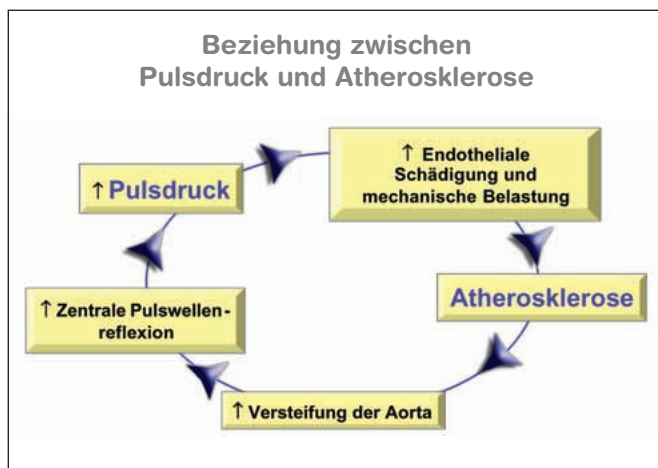 Beziehung zwischen
Pulsdruck und Atherosklerose
↑ Pulsdruck
↑ Endotheliale
Schädigung und
mechanische Belastung
Atherosklerose
↑ Versteifung der Aorta
↑ Zentrale Pulswellen-
reflexion